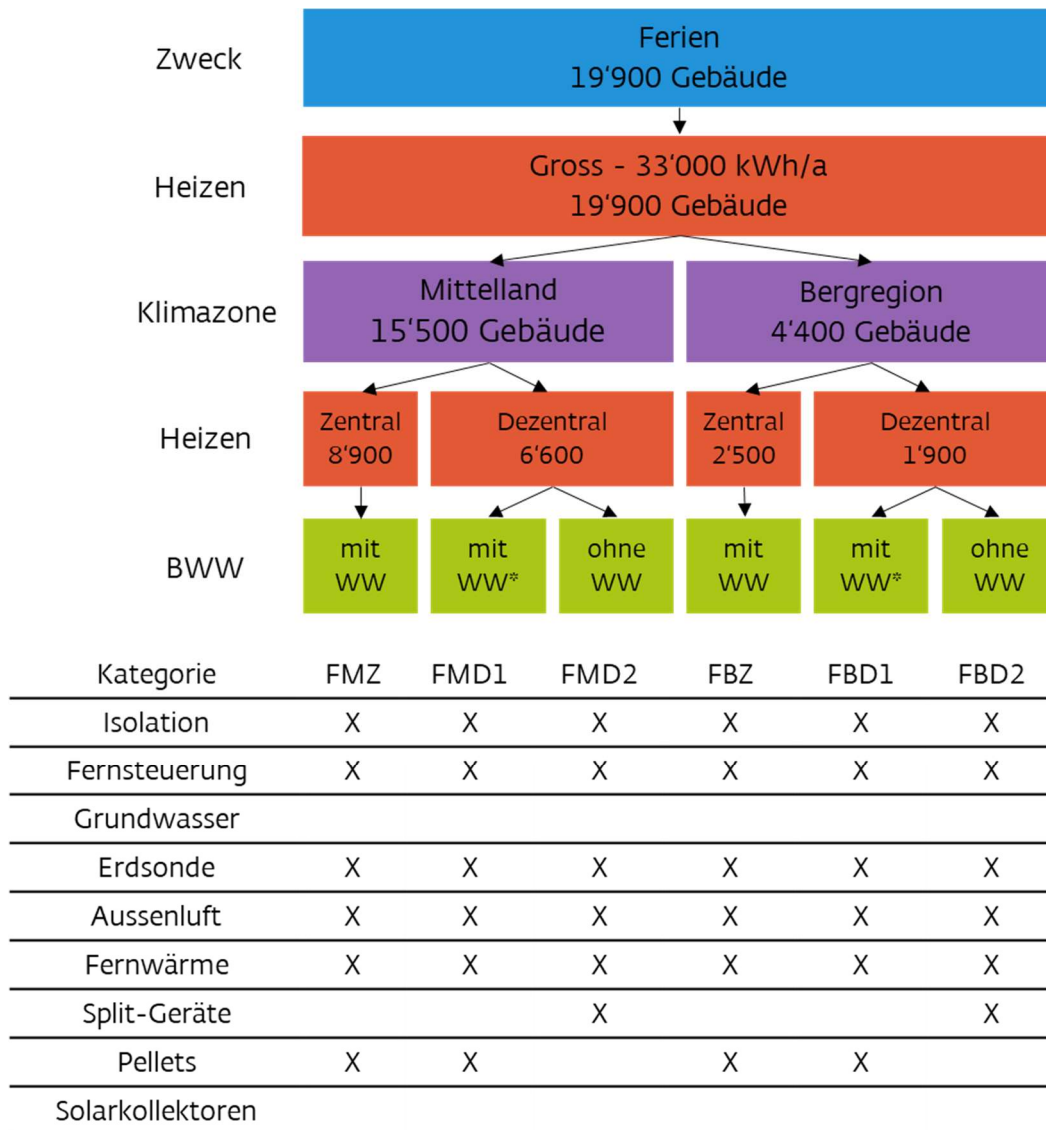 Zweck
Ferien
19‘900 Gebäude
Heizen
Gross - 33‘000 kWh/a
19‘900 Gebäude
Klimazone
Mittelland
15‘500 Gebäude
Bergregion
4‘400 Gebäude
Heizen
Zentral
8‘900
Dezentral
6‘600
Zentral
2‘500
Dezentral
1‘900
BWW
mit
WW
mit
WW*
ohne
WW
mit
WW
mit
WW*
ohne
WW
Kategorie FMZ FMD1 FMD2 FBZ FBD1 FBD2
Isolation X X X X X X
Fernsteuerung X X X X X X
Grundwasser
Erdsonde X X X X X X
Aussenluft X X X X X X
Fernwärme X X X X X X
Split-Geräte X X
Pellets X X X X
Solarkollektoren